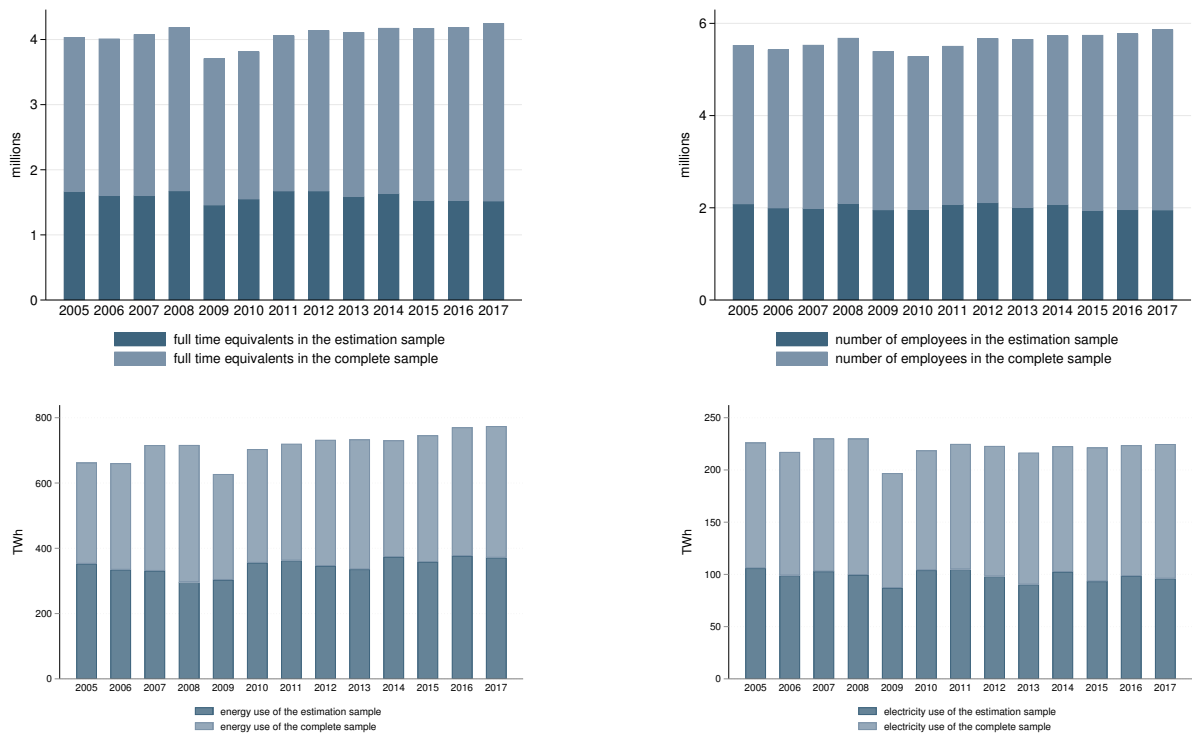 millions
4
3
2
1
0
2005 2006 2007 2008 2009 2010 2011 2012 2013 2014 2015 2016 2017
full time equivalents in the estimation sample
full time equivalents in the complete sample
millions
6
4
2
0
2005 2006 2007 2008 2009 2010 2011 2012 2013 2014 2015 2016 2017
number of employees in the estimation sample
number of employees in the complete sample
TWh
800
600
400
200
0
2005 2006 2007 2008 2009 2010 2011 2012 2013 2014 2015 2016 2017
energy use of the estimation sample
energy use of the complete sample
TWh
250
200
150
100
50
0
2005 2006 2007 2008 2009 2010 2011 2012 2013 2014 2015 2016 2017
electricity use of the estimation sample
electricity use of the complete sample